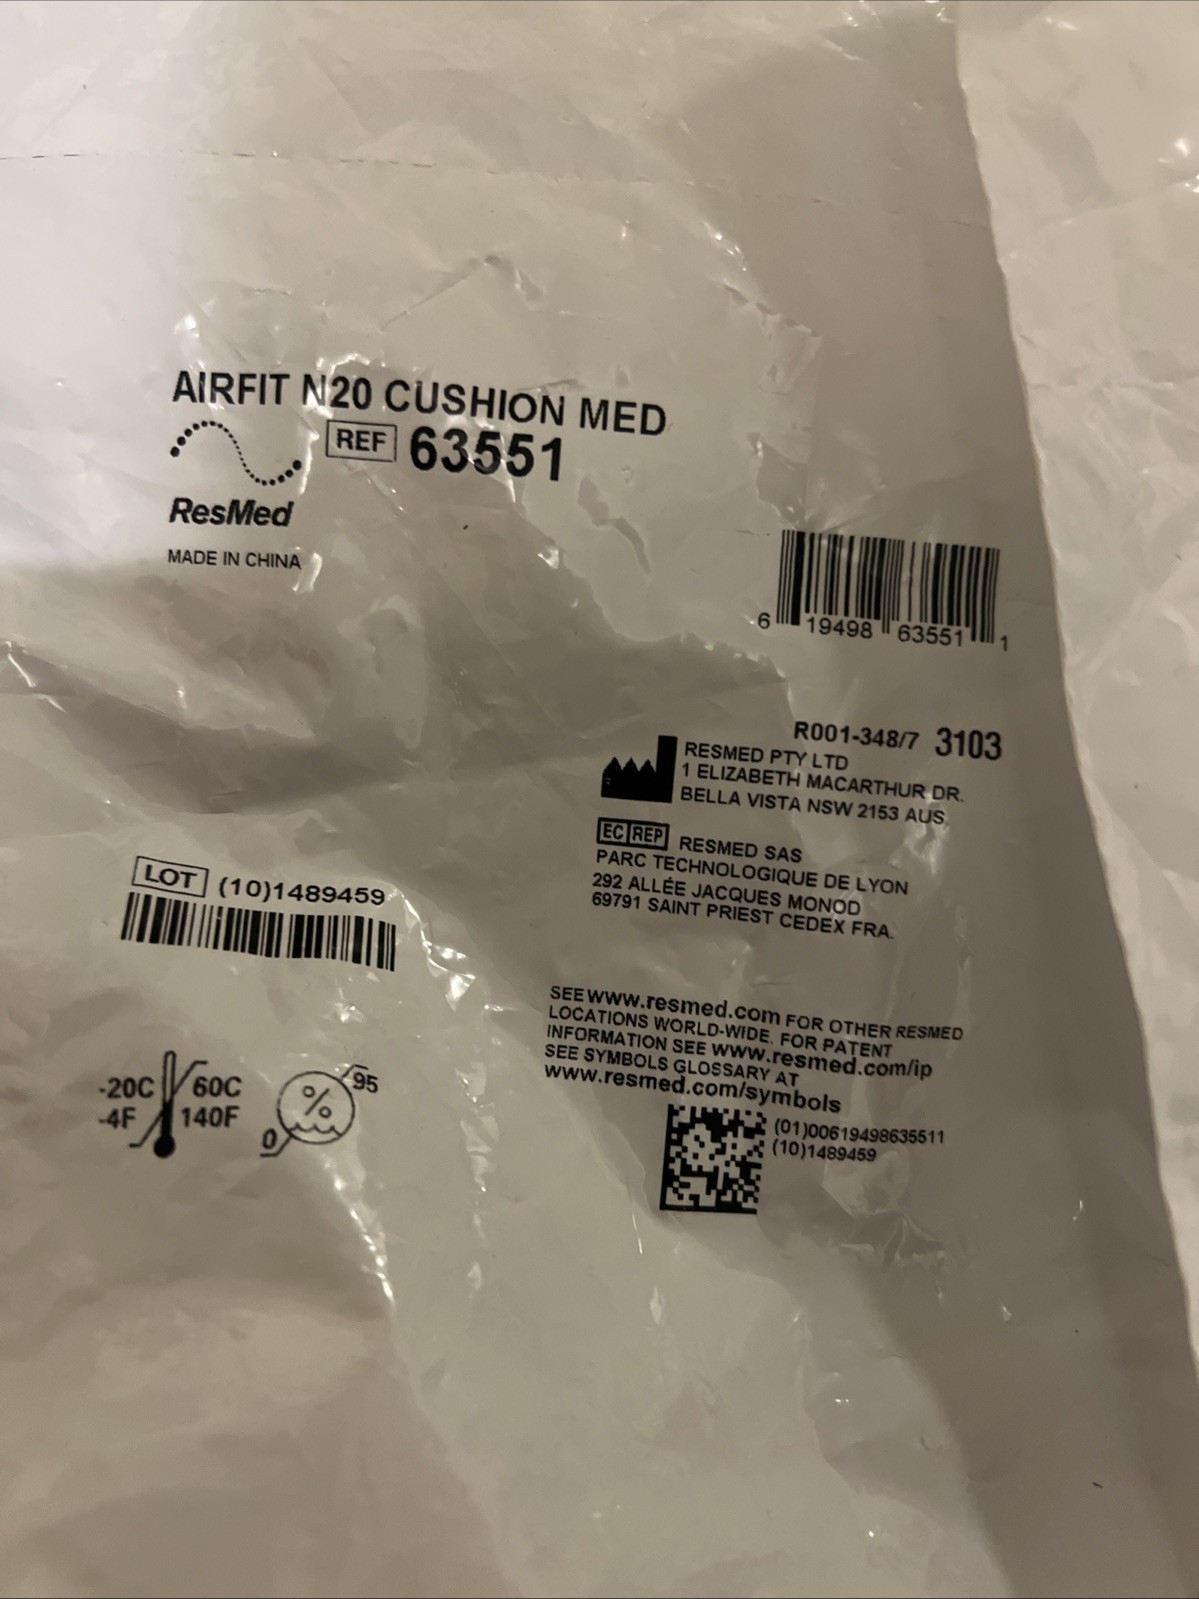 AIRFIT N20 CUSHION MED
REF 63551
ResMed
MADE IN CHINA
6 19498 63551 1
R001-348/7 3103
RESMED PTY LTD
1 ELIZABETH MACARTHUR DR.
BELLA VISTA NSW 2153 AUS.
EC REP RESMED SAS
PARC TECHNOLOGIQUE DE LYON
292 ALLÉE JACQUES MONOD
69791 SAINT PRIEST CEDEX FRA.
LOT (10)1489459
SEE www.resmed.com FOR OTHER RESMED
LOCATIONS WORLD-WIDE. FOR PATENT
INFORMATION SEE www.resmed.com/ip
SEE SYMBOLS GLOSSARY AT
www.resmed.com/symbols
-20C 60C
-4F 140F
% 95
0
(01)00619498635511
(10)1489459